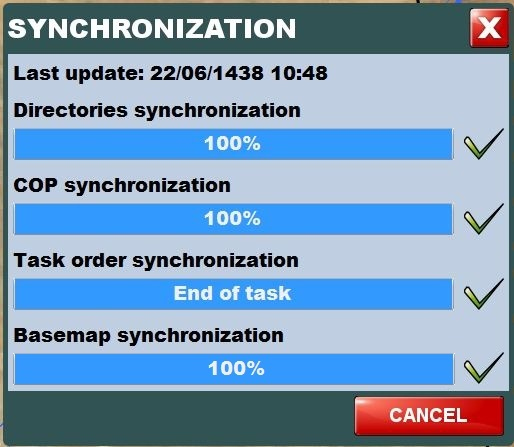 SYNCHRONIZATION
X
Last update: 22/06/1438 10:48
Directories synchronization
100%
COP synchronization
100%
Task order synchronization
End of task
Basemap synchronization
100%
CANCEL